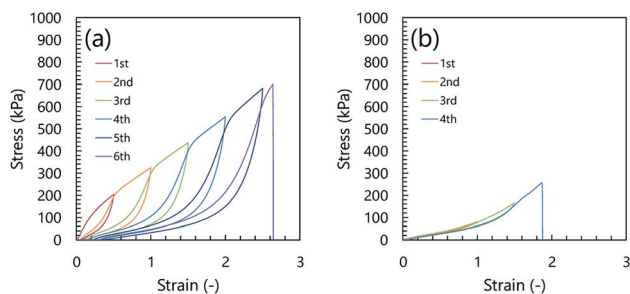 (a)
1st
2nd
3rd
4th
5th
6th
1000
900
800
700
600
500
400
300
200
100
0
Stress (kPa)
0
1
2
3
Strain (-)
(b)
1st
2nd
3rd
4th
1000
900
800
700
600
500
400
300
200
100
0
Stress (kPa)
0
1
2
3
Strain (-)